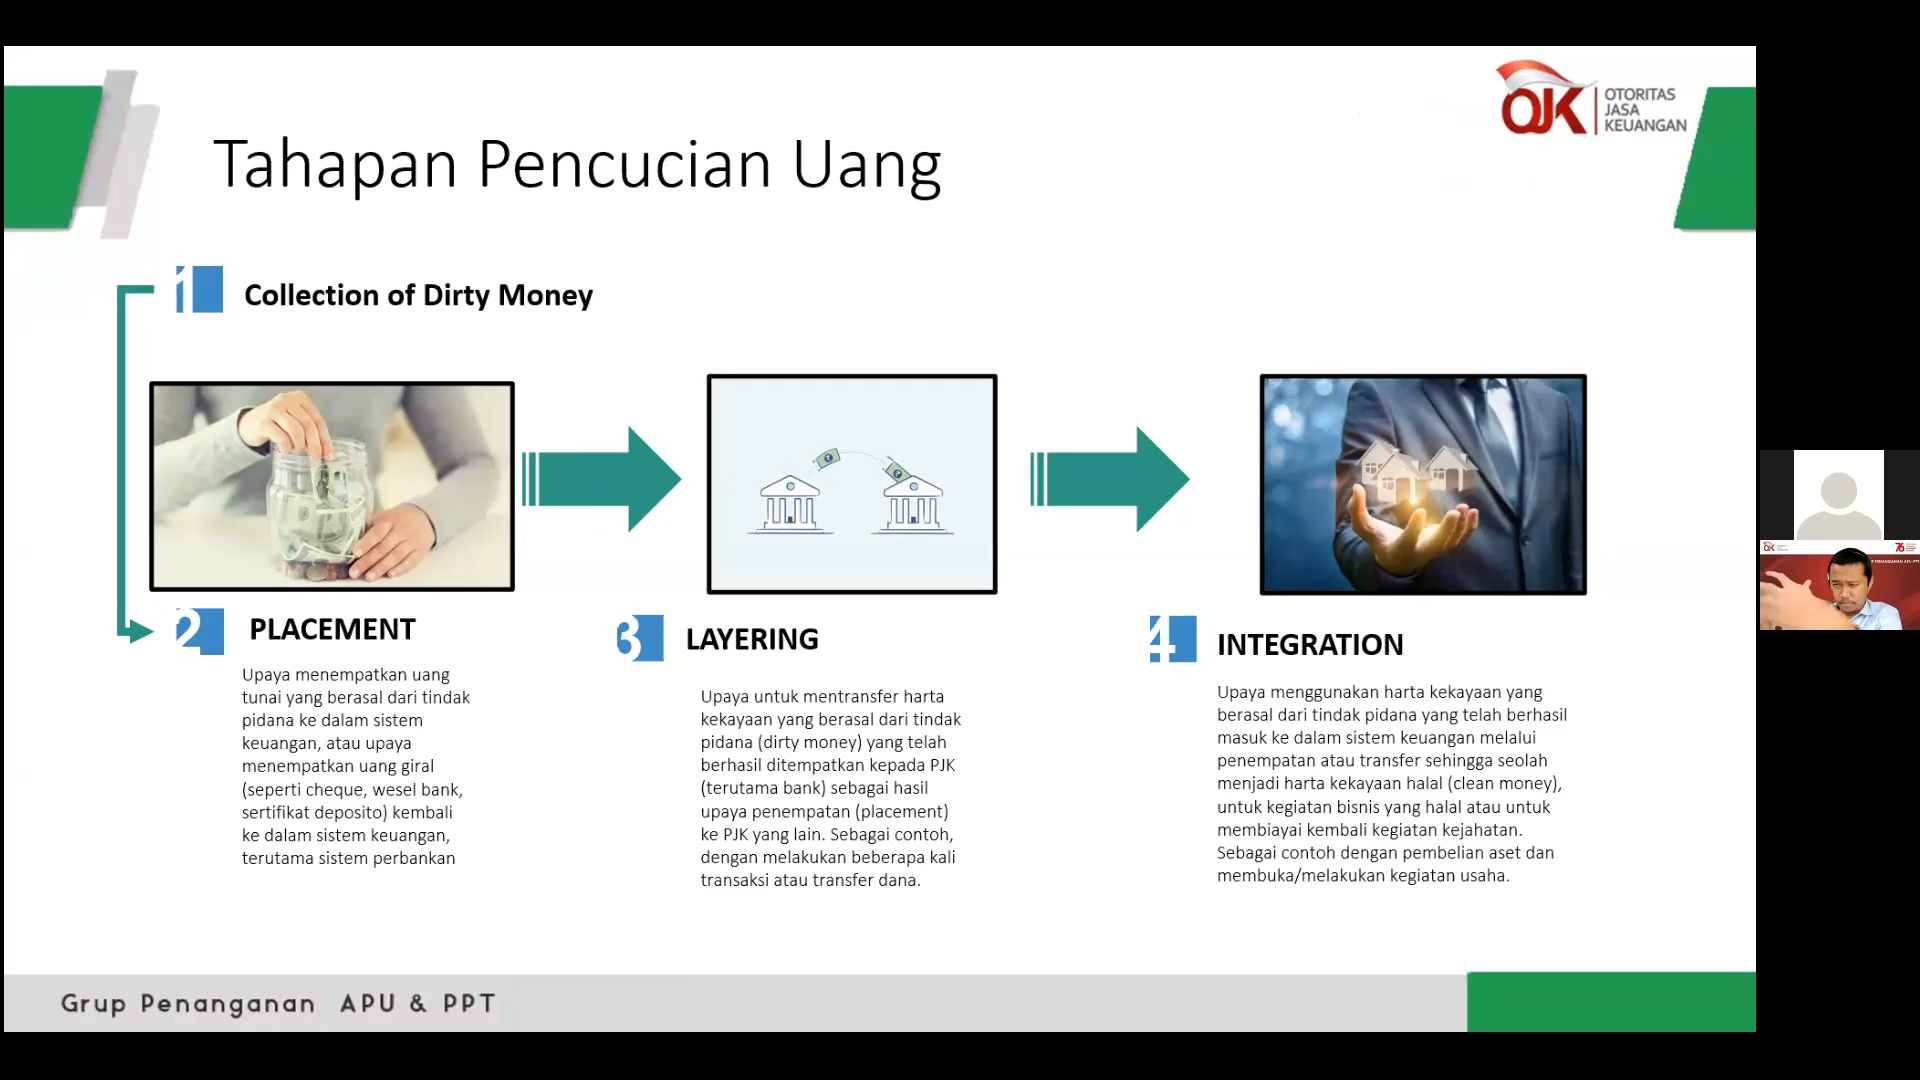 OJK
OTORITAS
JASA
KEUANGAN
Tahapan Pencucian Uang
1
Collection of Dirty Money
2
PLACEMENT
Upaya menempatkan uang
tunai yang berasal dari tindak
pidana ke dalam sistem
keuangan, atau upaya
menempatkan uang giral
(seperti cheque, wesel bank,
sertifikat deposito) kembali
ke dalam sistem keuangan,
terutama sistem perbankan
3
LAYERING
Upaya untuk mentransfer harta
kekayaan yang berasal dari tindak
pidana (dirty money) yang telah
berhasil ditempatkan kepada PJK
(terutama bank) sebagai hasil
upaya penempatan (placement)
ke PJK yang lain. Sebagai contoh,
dengan melakukan beberapa kali
transaksi atau transfer dana.
4
INTEGRATION
Upaya menggunakan harta kekayaan yang
berasal dari tindak pidana yang telah berhasil
masuk ke dalam sistem keuangan melalui
penempatan atau transfer sehingga seolah
menjadi harta kekayaan halal (clean money),
untuk kegiatan bisnis yang halal atau untuk
membiayai kembali kegiatan kejahatan.
Sebagai contoh dengan pembelian aset dan
membuka/melakukan kegiatan usaha.
Grup Penanganan APU & PPT
OJK
76
PENANGANAN APU-PPT